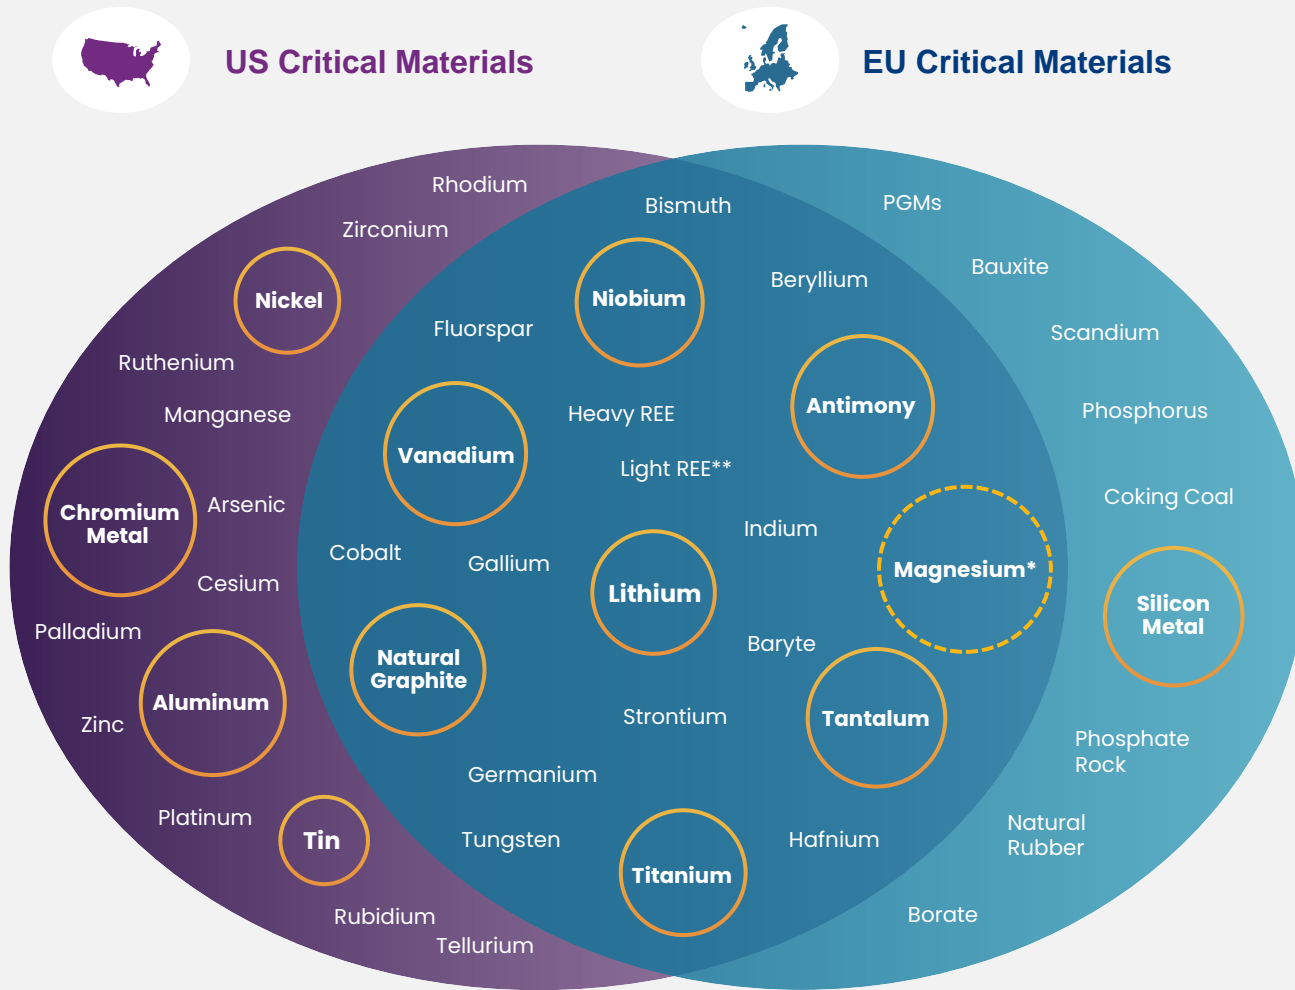 US Critical Materials
EU Critical Materials
Rhodium
Zirconium
Nickel
Ruthenium
Manganese
Chromium
Metal
Arsenic
Cesium
Palladium
Aluminum
Zinc
Platinum
Tin
Rubidium
Tellurium
Bismuth
Niobium
Beryllium
Fluorspar
Antimony
Heavy REE
Vanadium
Light REE**
Indium
Cobalt
Gallium
Magnesium*
Lithium
Natural
Graphite
Baryte
Strontium
Tantalum
Germanium
Tungsten
Titanium
Hafnium
PGMs
Bauxite
Scandium
Phosphorus
Coking Coal
Silicon
Metal
Phosphate
Rock
Natural
Rubber
Borate